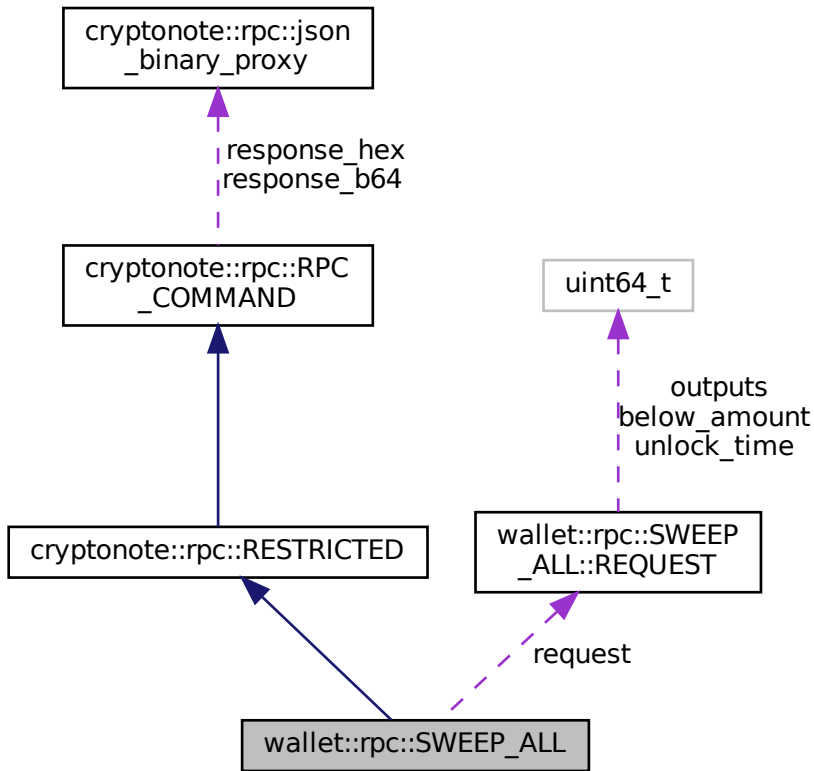 cryptonote::rpc::json
_binary_proxy
response_hex
response_b64
cryptonote::rpc::RPC
_COMMAND
uint64_t
outputs
below_amount
unlock_time
cryptonote::rpc::RESTRICTED
wallet::rpc::SWEEP
_ALL::REQUEST
request
wallet::rpc::SWEEP_ALL